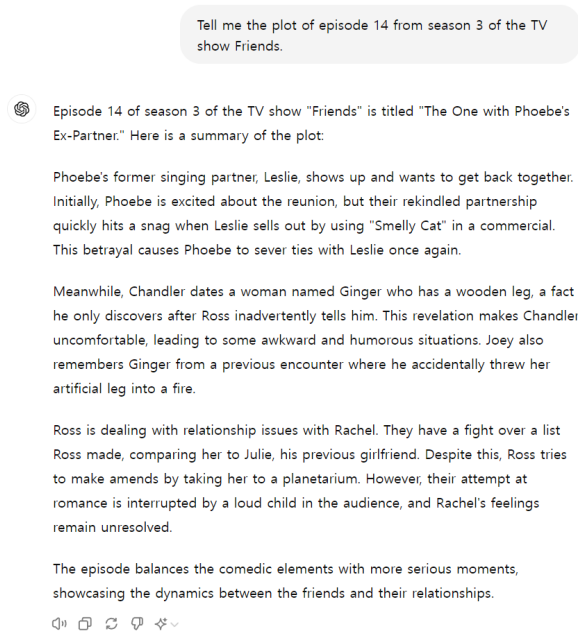 Tell me the plot of episode 14 from season 3 of the TV
show Friends.
Episode 14 of season 3 of the TV show "Friends" is titled "The One with Phoebe's
Ex-Partner." Here is a summary of the plot:
Phoebe's former singing partner, Leslie, shows up and wants to get back together.
Initially, Phoebe is excited about the reunion, but their rekindled partnership
quickly hits a snag when Leslie sells out by using "Smelly Cat" in a commercial.
This betrayal causes Phoebe to sever ties with Leslie once again.
Meanwhile, Chandler dates a woman named Ginger who has a wooden leg, a fact
he only discovers after Ross inadvertently tells him. This revelation makes Chandler
uncomfortable, leading to some awkward and humorous situations. Joey also
remembers Ginger from a previous encounter where he accidentally threw her
artificial leg into a fire.
Ross is dealing with relationship issues with Rachel. They have a fight over a list
Ross made, comparing her to Julie, his previous girlfriend. Despite this, Ross tries
to make amends by taking her to a planetarium. However, their attempt at
romance is interrupted by a loud child in the audience, and Rachel's feelings
remain unresolved.
The episode balances the comedic elements with more serious moments,
showcasing the dynamics between the friends and their relationships.